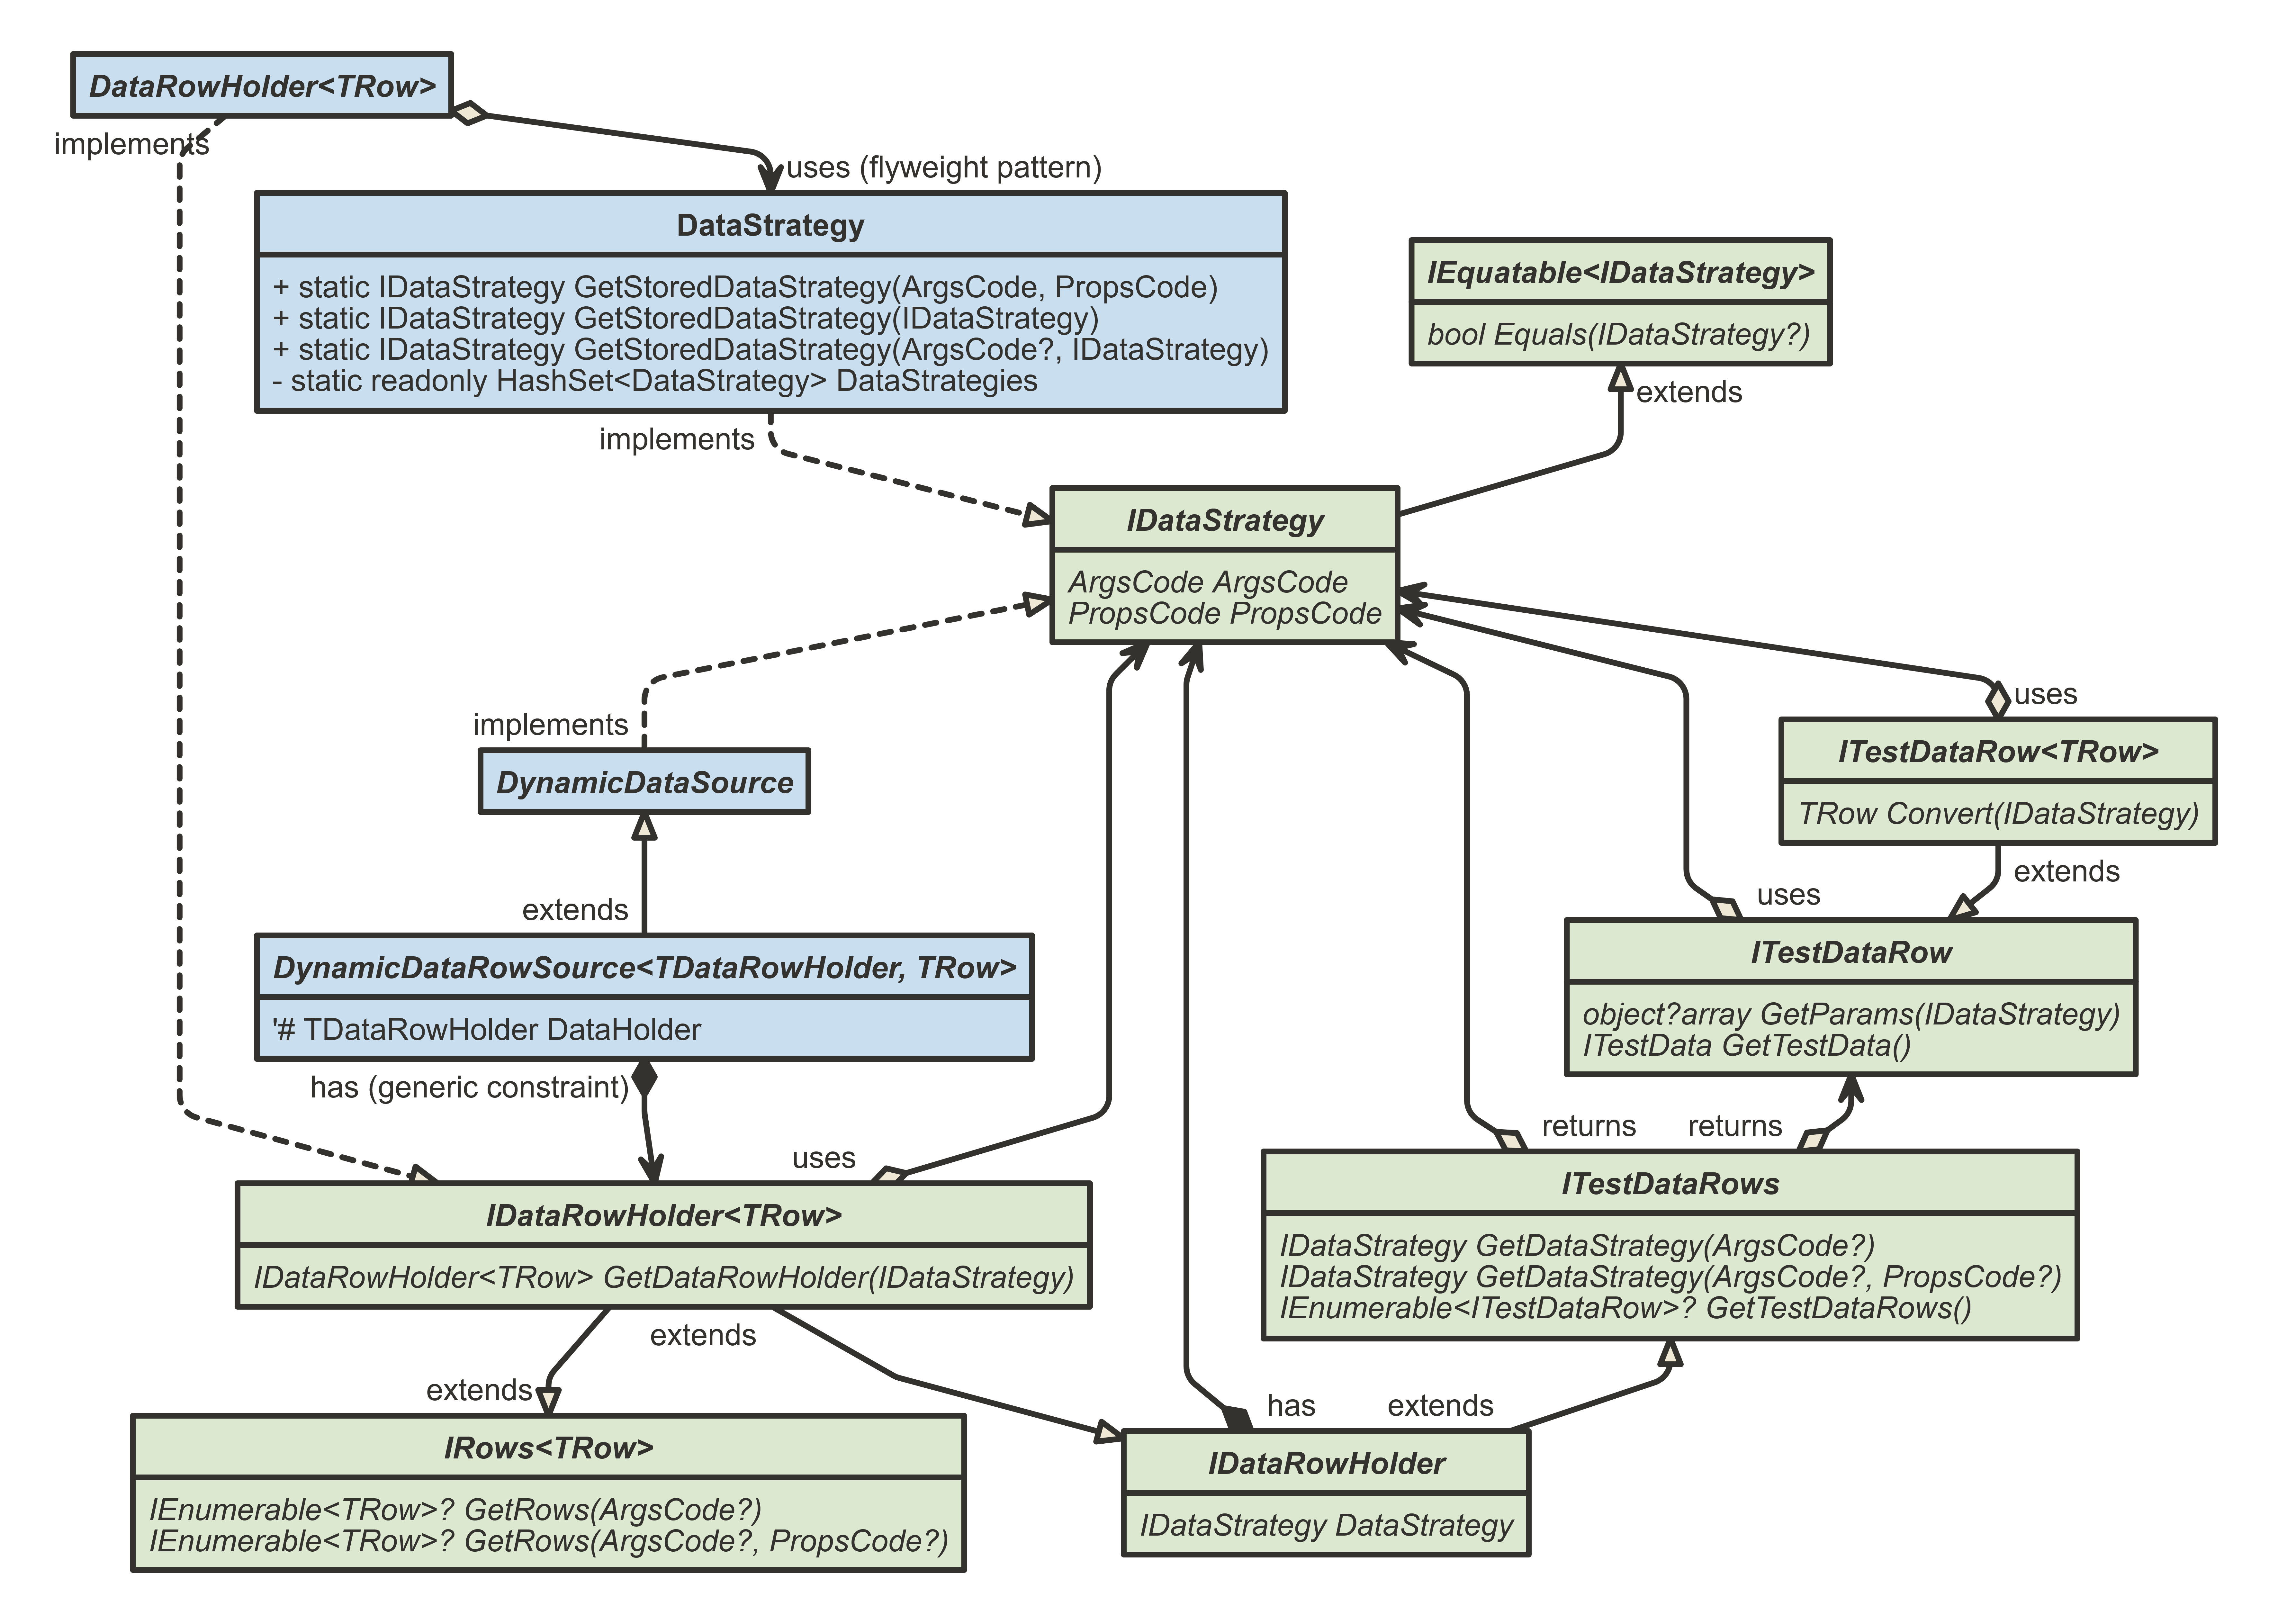 DataRowHolder<TRow>
implements
uses (flyweight pattern)
DataStrategy
+ static IDataStrategy GetStoredDataStrategy(ArgsCode, PropsCode)
+ static IDataStrategy GetStoredDataStrategy(IDataStrategy)
+ static IDataStrategy GetStoredDataStrategy(ArgsCode?, IDataStrategy)
- static readonly HashSet<DataStrategy> DataStrategies
IEquatable<IDataStrategy>
bool Equals(IDataStrategy?)
extends
implements
IDataStrategy
ArgsCode ArgsCode
PropsCode PropsCode
implements
DynamicDataSource
uses
ITestDataRow<TRow>
TRow Convert(IDataStrategy)
extends
extends
uses
DynamicDataRowSource<TDataRowHolder, TRow>
'# TDataRowHolder DataHolder
ITestDataRow
object?array GetParams(IDataStrategy)
ITestData GetTestData()
has (generic constraint)
uses
returns
returns
IDataRowHolder<TRow>
IDataRowHolder<TRow> GetDataRowHolder(IDataStrategy)
ITestDataRows
IDataStrategy GetDataStrategy(ArgsCode?)
IDataStrategy GetDataStrategy(ArgsCode?, PropsCode?)
IEnumerable<ITestDataRow>? GetTestDataRows()
extends
extends
has
extends
IRows<TRow>
IEnumerable<TRow>? GetRows(ArgsCode?)
IEnumerable<TRow>? GetRows(ArgsCode?, PropsCode?)
IDataRowHolder
IDataStrategy DataStrategy